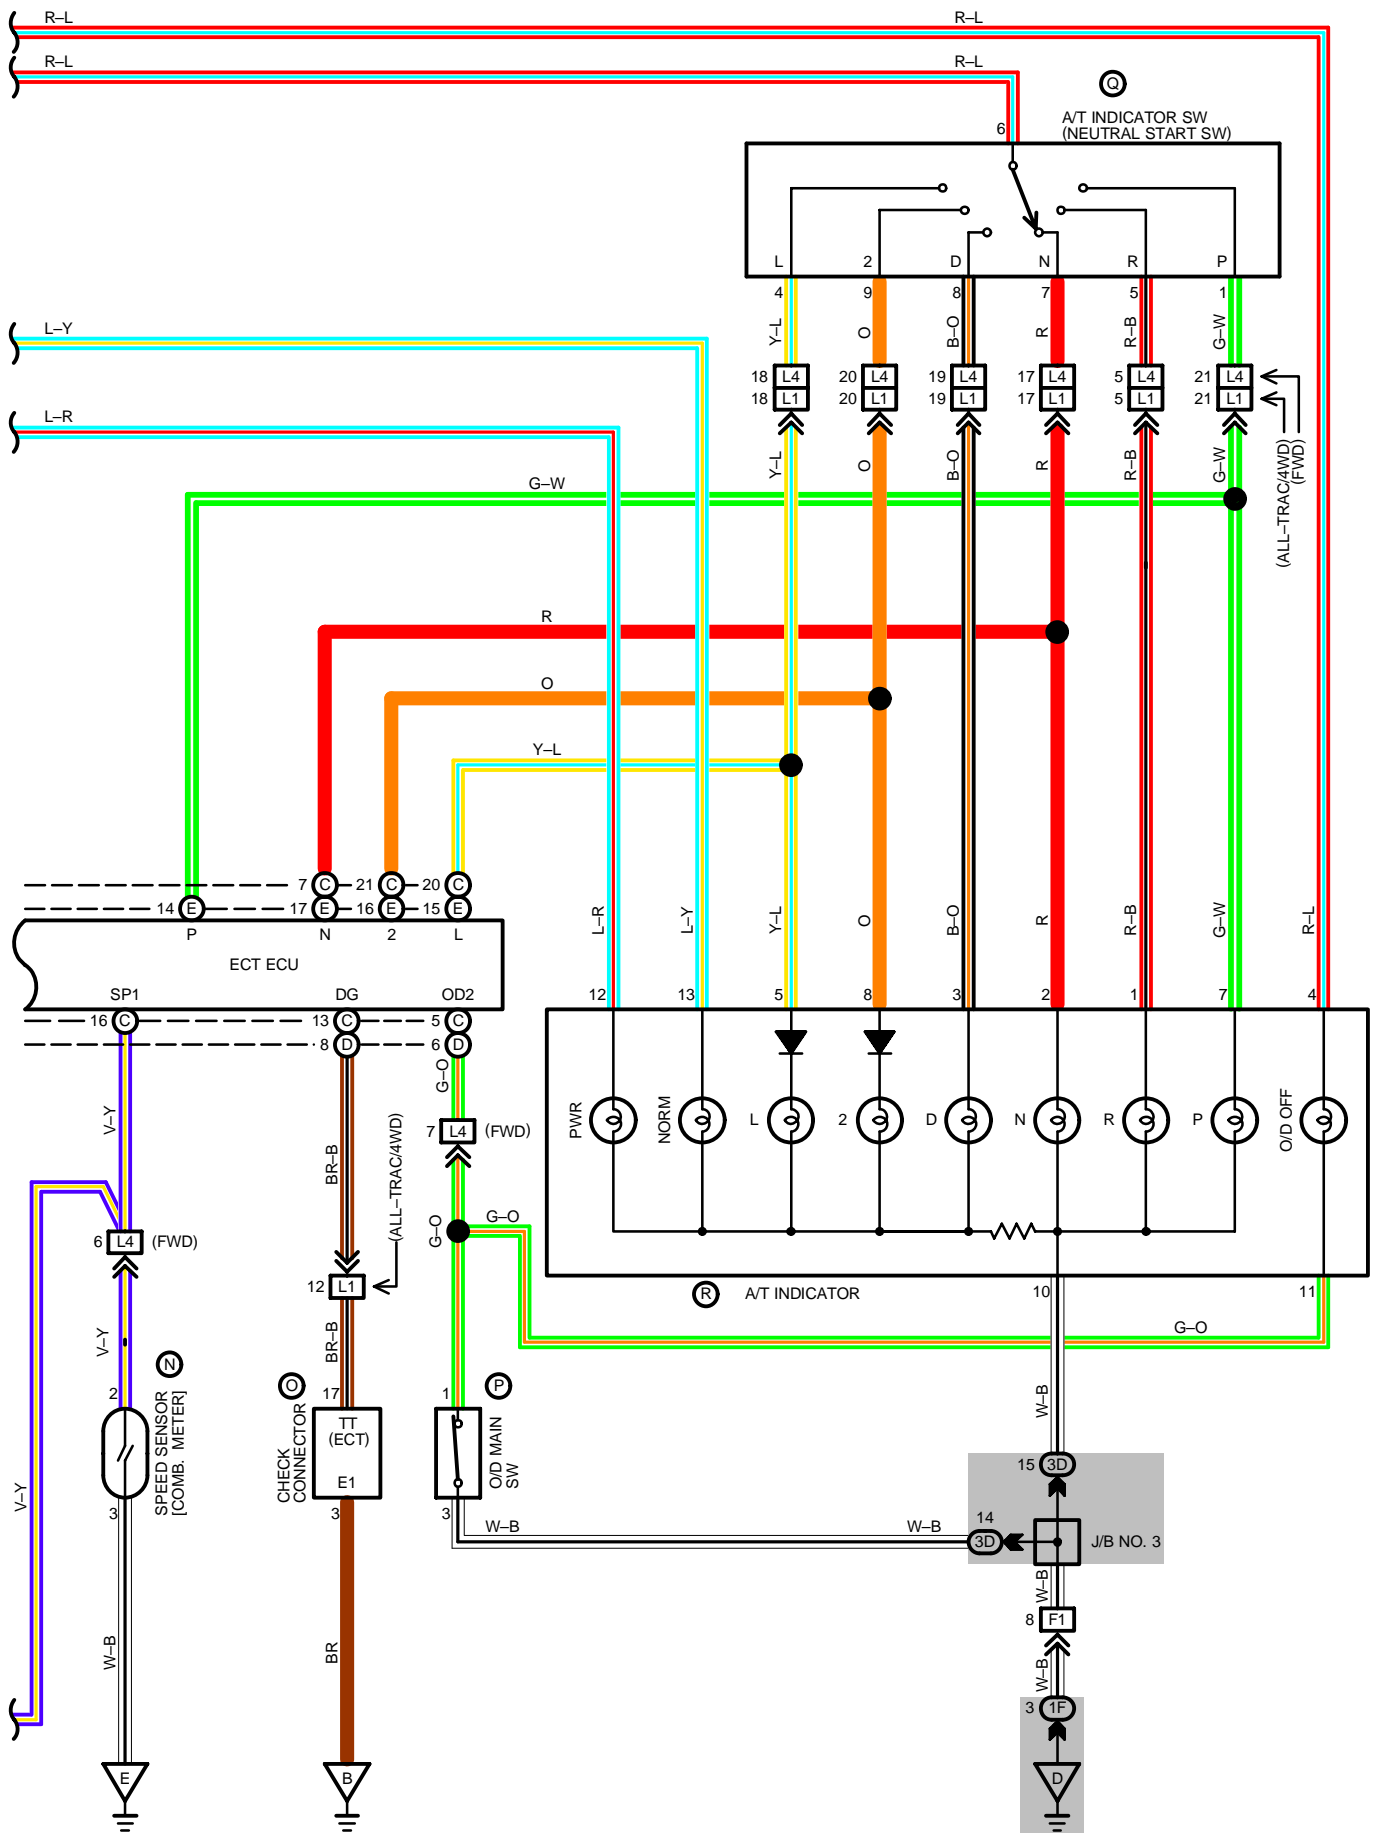 R–L R–L
R–L R–L
Q
A/T INDICATOR SW
(NEUTRAL START SW)
6
L 2 D N R P
4 9 8 7 5 1
Y–L O B–O R R–B G–W
L–Y
18 L4 20 L4 19 L4 17 L4 5 L4 21 L4
18 L1 20 L1 19 L1 17 L1 5 L1 21 L1
L–R
(ALL–TRAC/4WD)
(FWD)
Y–L O B–O R R–B G–W
G–W
R
O
Y–L
7 C 21 C 20 C
14 E 17 E 16 E 15 E
P N 2 L
ECT ECU
SP1 DG OD2
16 C 13 C 5 C
8 D 6 D
L–R L–Y Y–L O B–O R R–B G–W R–L
12 13 5 8 3 2 1 7 4
G–O
V–Y
7 L4 (FWD)
PWR NORM L 2 D N R P O/D OFF
BR–B
(ALL–TRAC/4WD)
G–O
G–O
6 L4 (FWD)
12 L1
R A/T INDICATOR
10 11
G–O
V–Y
BR–B
N
O
P
W–B
2 17 1
SPEED SENSOR
[COMB. METER]
CHECK
CONNECTOR
TT
(ECT)
E1
O/D MAIN
SW
V–Y
3 3 3
15 3D
14
3D
J/B NO. 3
W–B W–B
W–B
8 F1
W–B
BR
W–B
3 1F
E B D